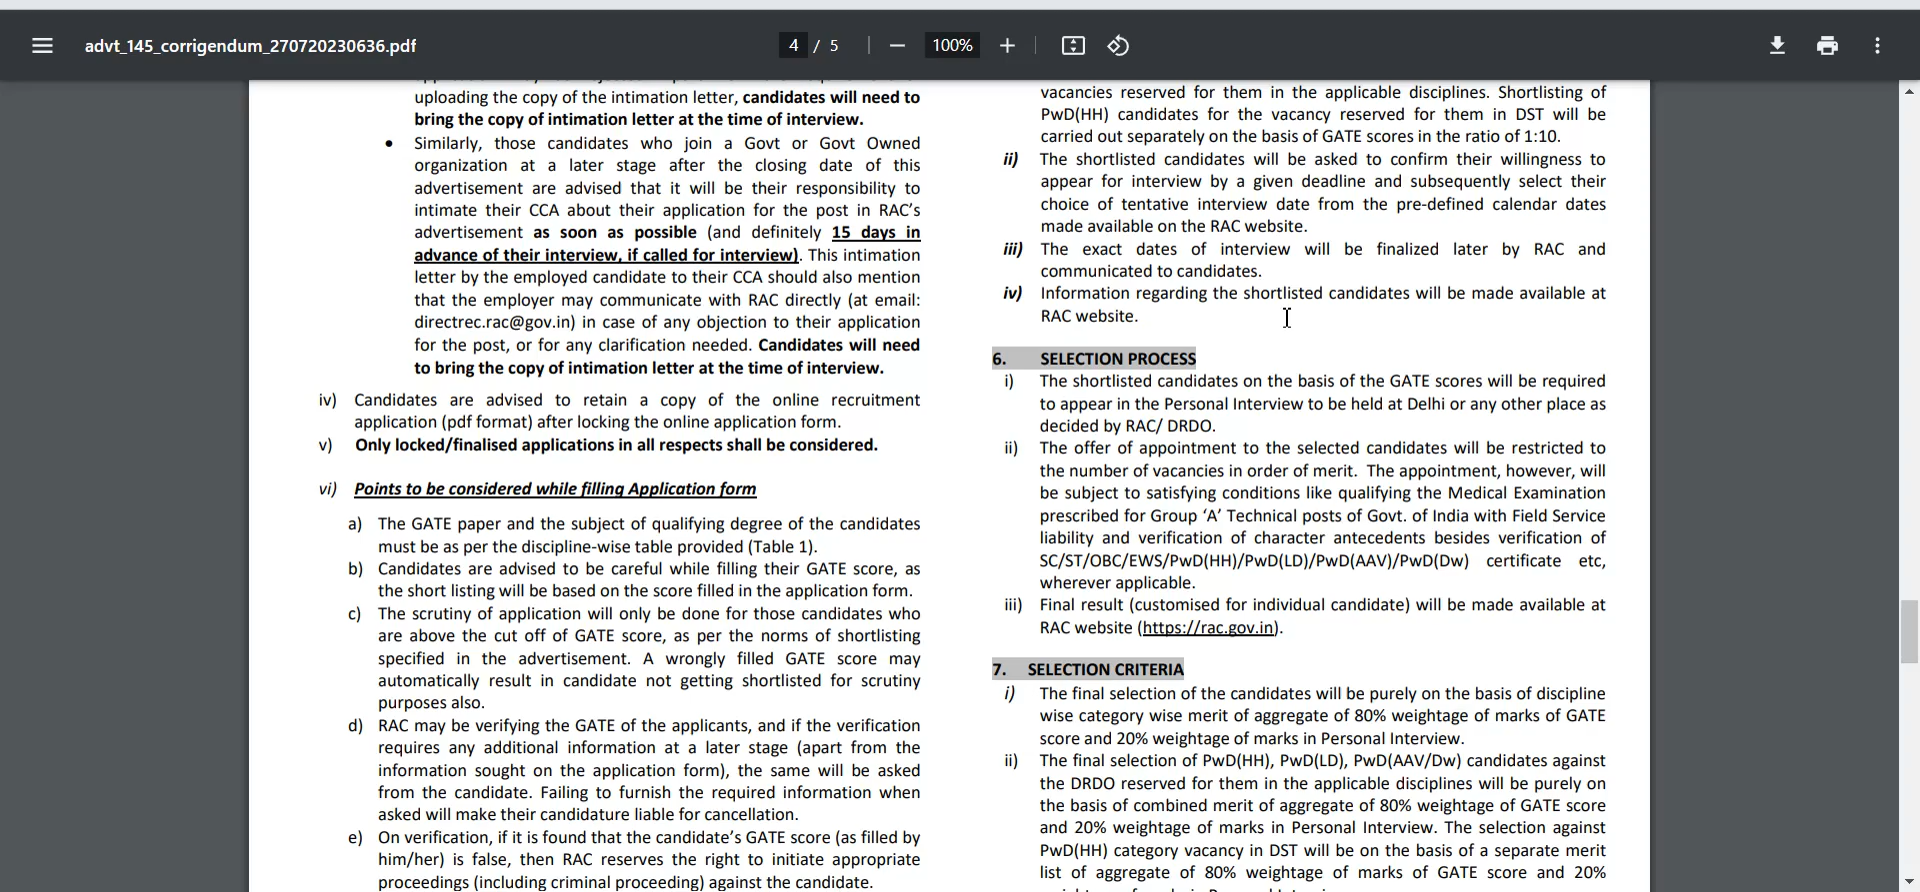 advt_145_corrigendum_270720230636.pdf
4 / 5
100%
uploading the copy of the intimation letter, candidates will need to
bring the copy of intimation letter at the time of interview.
• Similarly, those candidates who join a Govt or Govt Owned
organization at a later stage after the closing date of this
advertisement are advised that it will be their responsibility to
intimate their CCA about their application for the post in RAC's
advertisement as soon as possible (and definitely 15 days in
advance of their interview, if called for interview). This intimation
letter by the employed candidate to their CCA should also mention
that the employer may communicate with RAC directly (at email:
directrec.rac@gov.in) in case of any objection to their application
for the post, or for any clarification needed. Candidates will need
to bring the copy of intimation letter at the time of interview.
iv) Candidates are advised to retain a copy of the online recruitment
application (pdf format) after locking the online application form.
v) Only locked/finalised applications in all respects shall be considered.
vi) Points to be considered while filling Application form
a) The GATE paper and the subject of qualifying degree of the candidates
must be as per the discipline-wise table provided (Table 1).
b) Candidates are advised to be careful while filling their GATE score, as
the short listing will be based on the score filled in the application form.
c) The scrutiny of application will only be done for those candidates who
are above the cut off of GATE score, as per the norms of shortlisting
specified in the advertisement. A wrongly filled GATE score may
automatically result in candidate not getting shortlisted for scrutiny
purposes also.
d) RAC may be verifying the GATE of the applicants, and if the verification
requires any additional information at a later stage (apart from the
information sought on the application form), the same will be asked
from the candidate. Failing to furnish the required information when
asked will make their candidature liable for cancellation.
e) On verification, if it is found that the candidate's GATE score (as filled by
him/her) is false, then RAC reserves the right to initiate appropriate
proceedings (including criminal proceeding) against the candidate.
vacancies reserved for them in the applicable disciplines. Shortlisting of
PwD(HH) candidates for the vacancy reserved for them in DST will be
carried out separately on the basis of GATE scores in the ratio of 1:10.
ii) The shortlisted candidates will be asked to confirm their willingness to
appear for interview by a given deadline and subsequently select their
choice of tentative interview date from the pre-defined calendar dates
made available on the RAC website.
iii) The exact dates of interview will be finalized later by RAC and
communicated to candidates.
iv) Information regarding the shortlisted candidates will be made available at
RAC website.
6. SELECTION PROCESS
i) The shortlisted candidates on the basis of the GATE scores will be required
to appear in the Personal Interview to be held at Delhi or any other place as
decided by RAC/ DRDO.
ii) The offer of appointment to the selected candidates will be restricted to
the number of vacancies in order of merit. The appointment, however, will
be subject to satisfying conditions like qualifying the Medical Examination
prescribed for Group 'A' Technical posts of Govt. of India with Field Service
liability and verification of character antecedents besides verification of
SC/ST/OBC/EWS/PwD(HH)/PwD(LD)/PwD(AAV)/PwD(Dw) certificate etc,
wherever applicable.
iii) Final result (customised for individual candidate) will be made available at
RAC website (https://rac.gov.in).
7. SELECTION CRITERIA
i) The final selection of the candidates will be purely on the basis of discipline
wise category wise merit of aggregate of 80% weightage of marks of GATE
score and 20% weightage of marks in Personal Interview.
ii) The final selection of PwD(HH), PwD(LD), PwD(AAV/Dw) candidates against
the DRDO reserved for them in the applicable disciplines will be purely on
the basis of combined merit of aggregate of 80% weightage of GATE score
and 20% weightage of marks in Personal Interview. The selection against
PwD(HH) category vacancy in DST will be on the basis of a separate merit
list of aggregate of 80% weightage of marks of GATE score and 20%